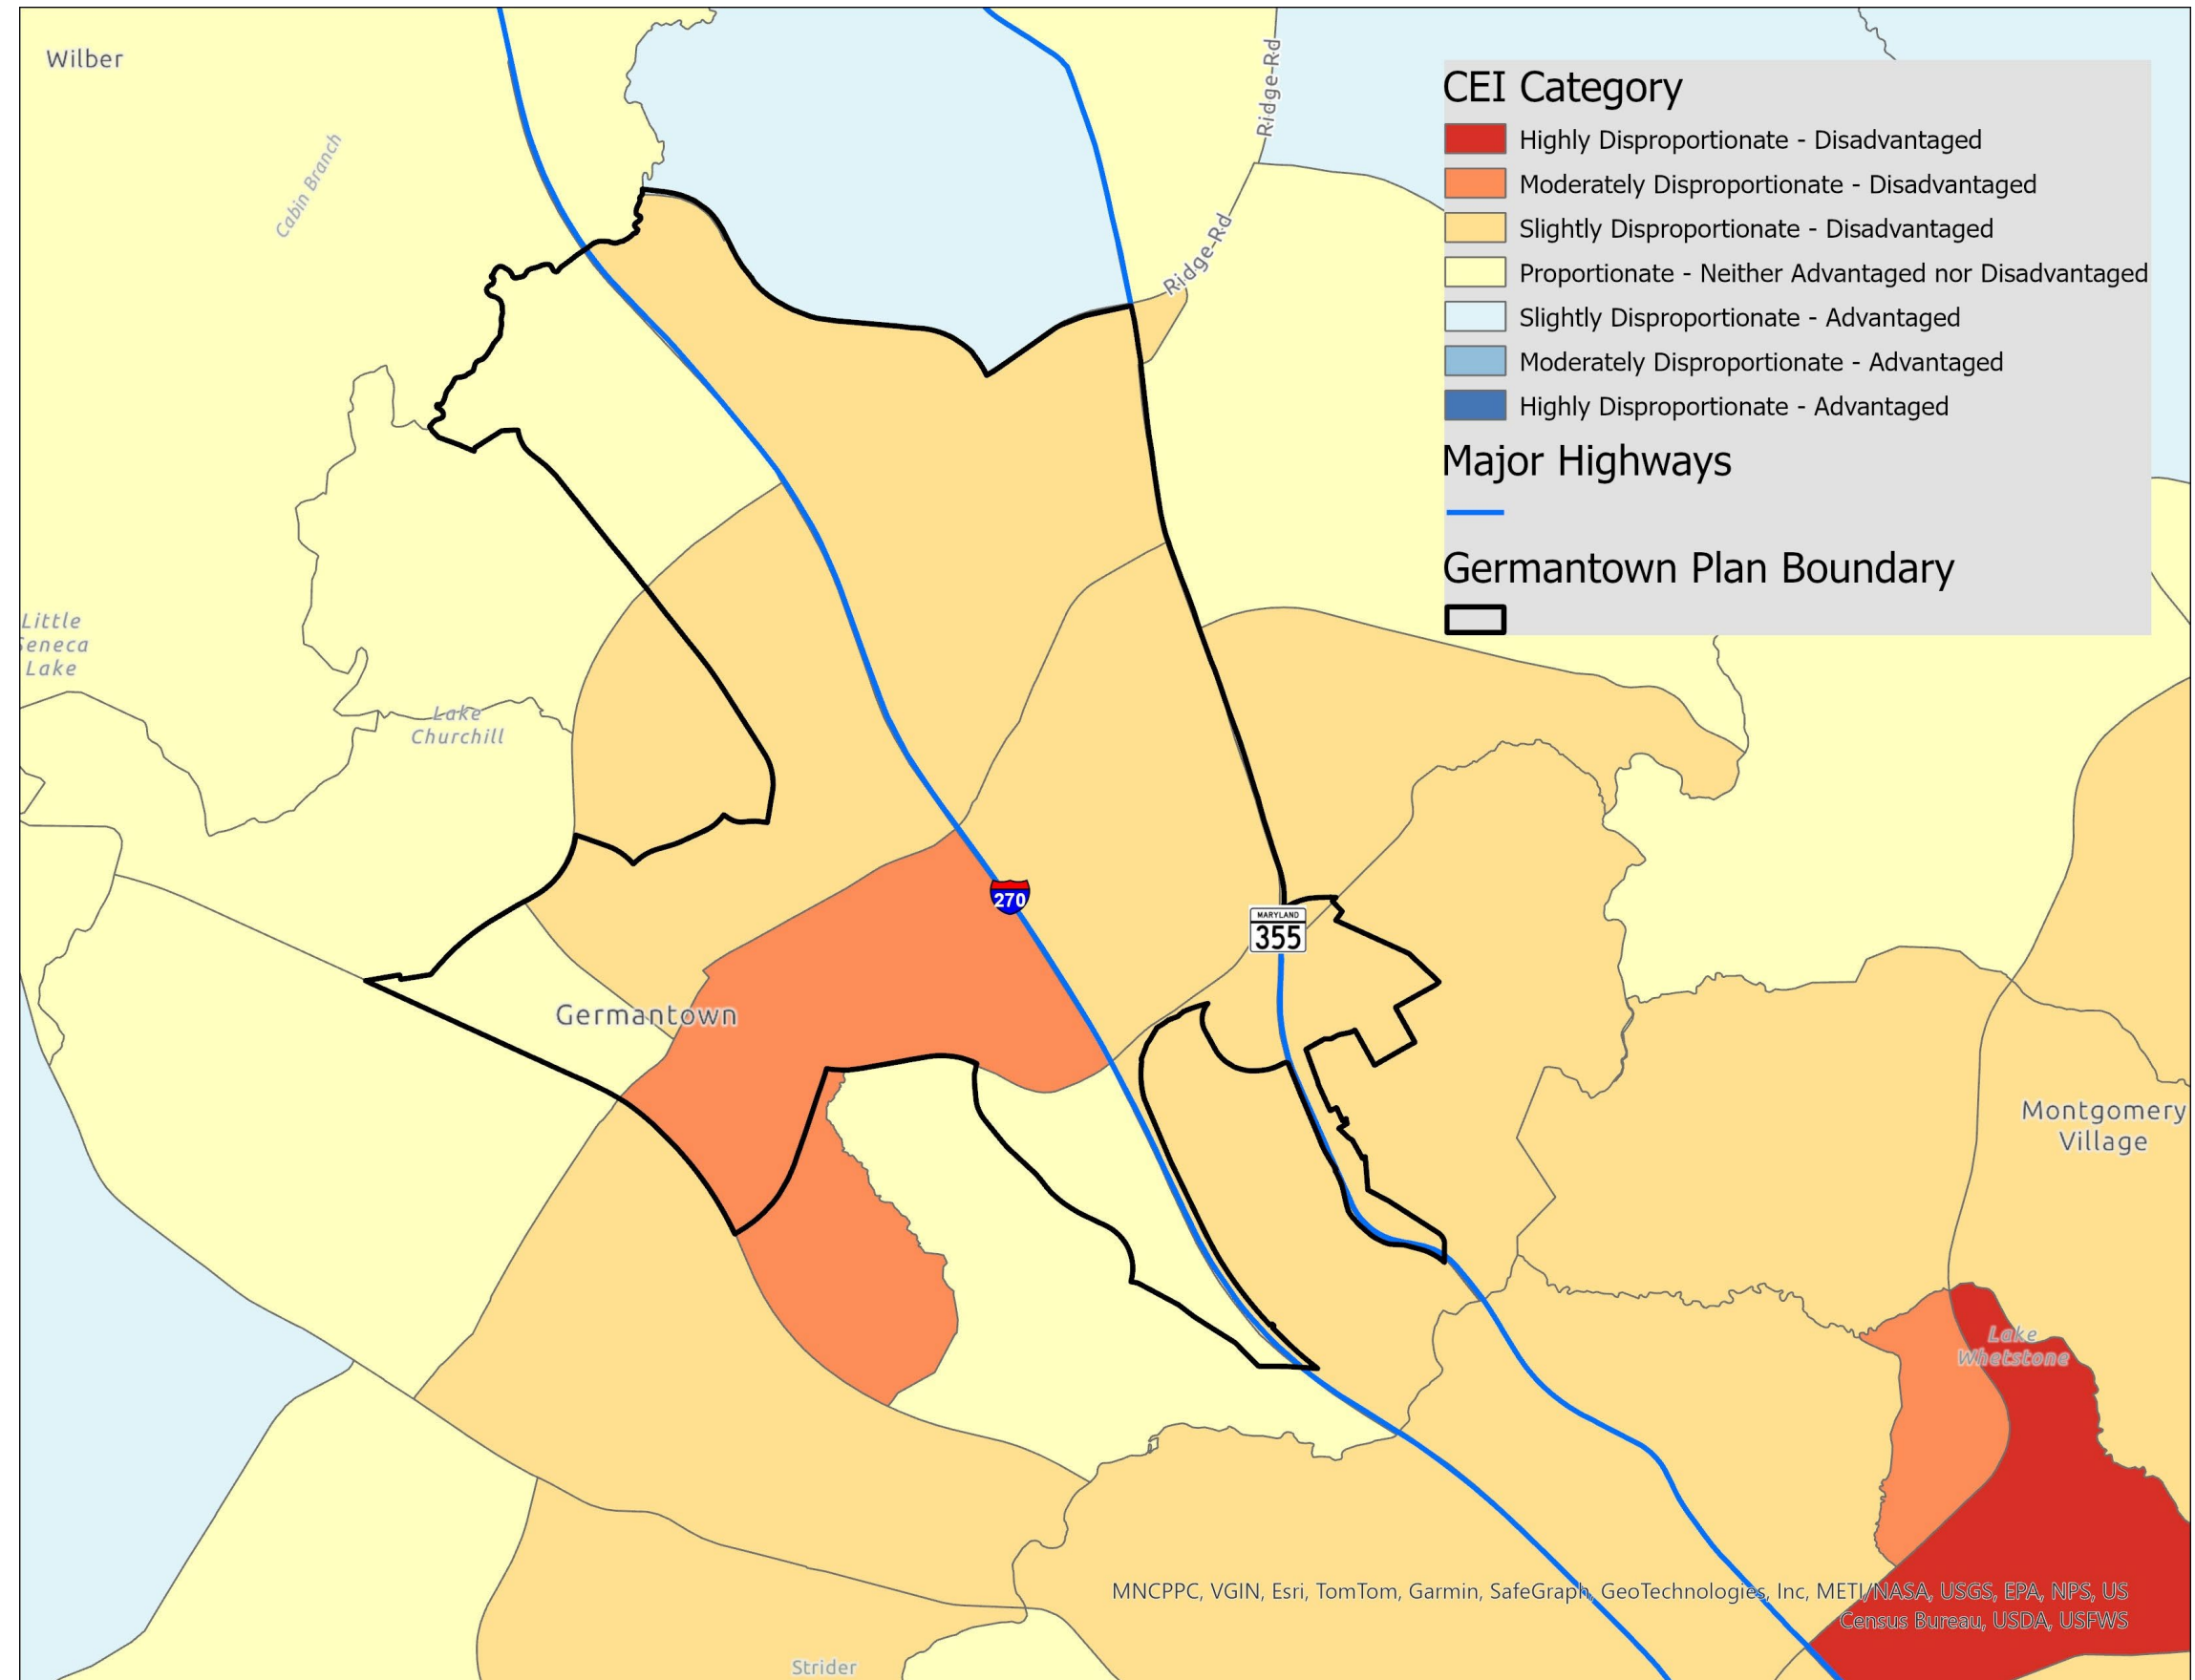 Wilber
Cabin Branch
Ridge-Rd
Ridge-Rd
CEI Category
Highly Disproportionate - Disadvantaged
Moderately Disproportionate - Disadvantaged
Slightly Disproportionate - Disadvantaged
Proportionate - Neither Advantaged nor Disadvantaged
Slightly Disproportionate - Advantaged
Moderately Disproportionate - Advantaged
Highly Disproportionate - Advantaged
Major Highways
Germantown Plan Boundary
Little
Seneca
Lake
Lake
Churchill
270
MARYLAND
355
Germantown
Montgomery
Village
Lake
Whetstone
MNCPPC, VGIN, Esri, TomTom, Garmin, SafeGraph, GeoTechnologies, Inc, METI/NASA, USGS, EPA, NPS, US
Census Bureau, USDA, USFWS
Strider